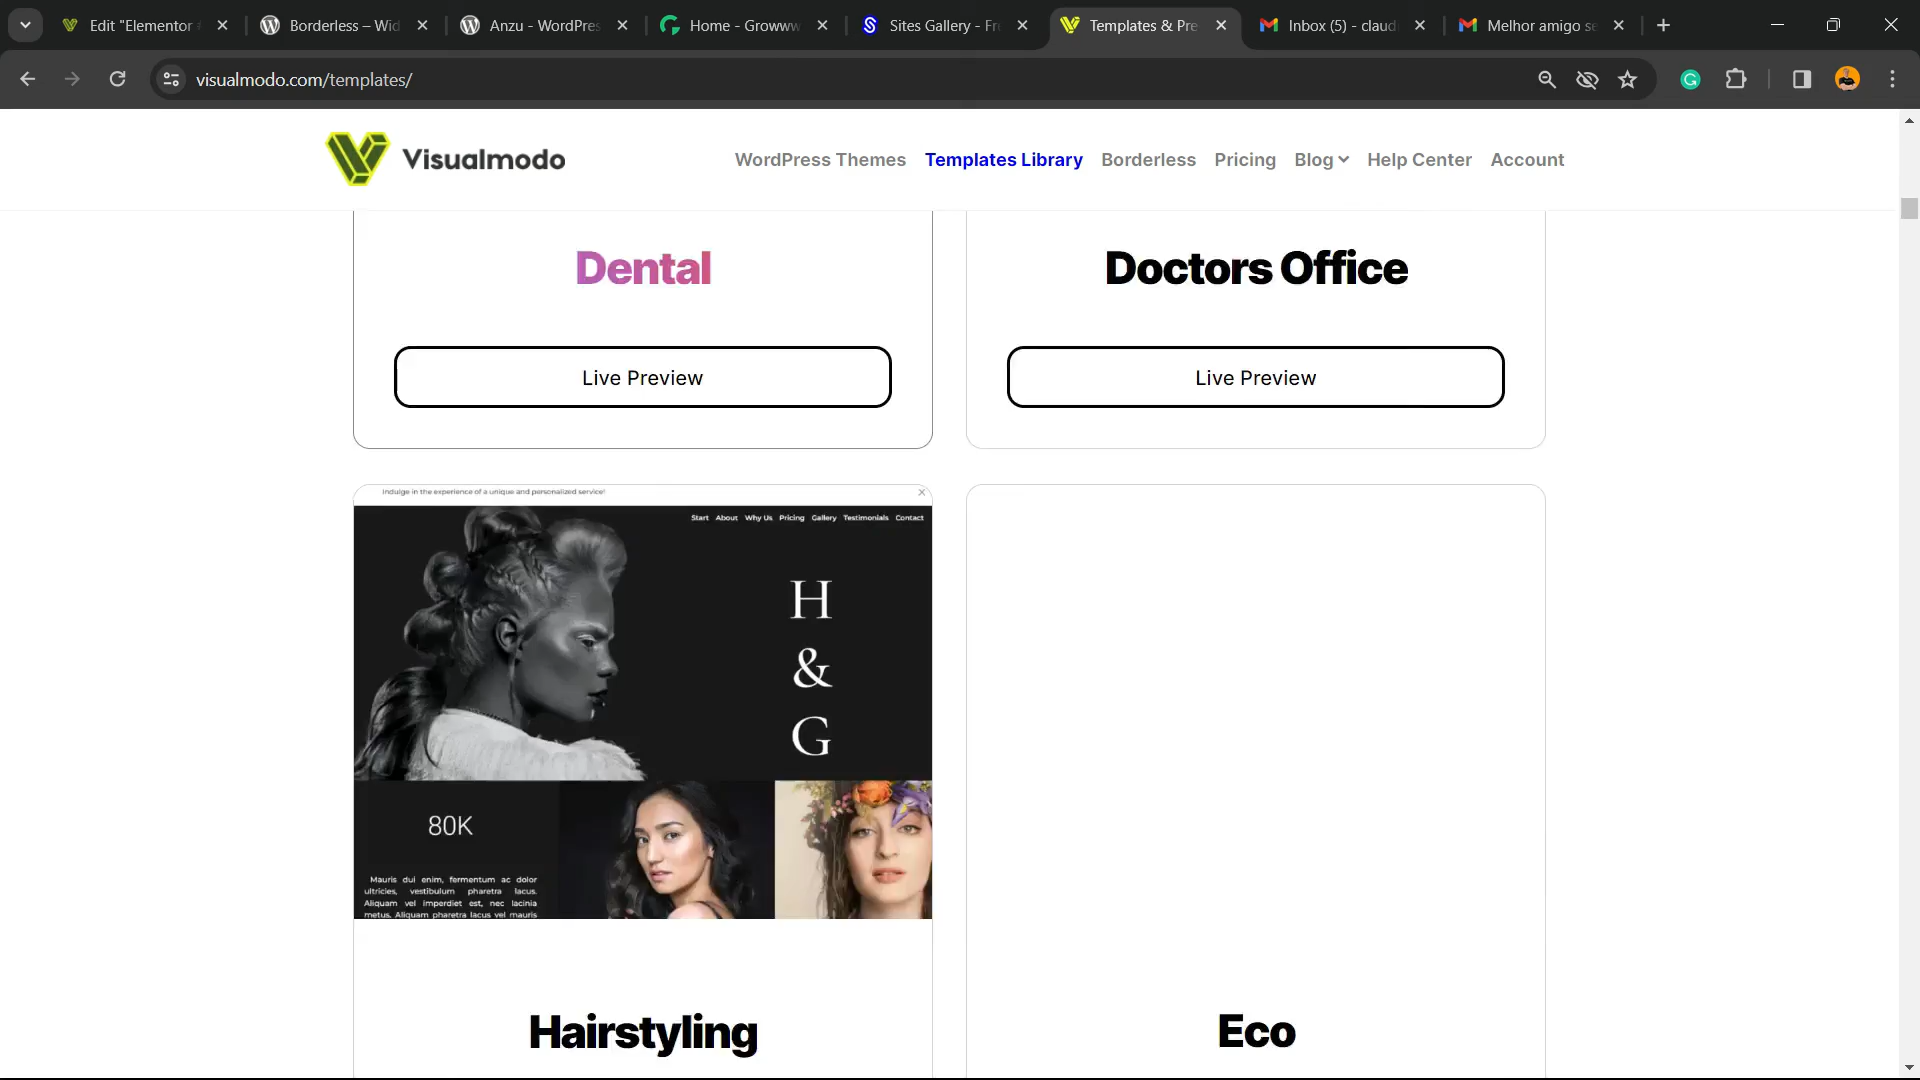 Edit "Elementor
Borderless – Wid
Anzu - WordPres
Home - Growww
Sites Gallery - Fr
Templates & Pre
Inbox (5) - claud
Melhor amigo se
visualmodo.com/templates/
Visualmodo
WordPress Themes
Templates Library
Borderless
Pricing
Blog
Help Center
Account
Dental
Doctors Office
Live Preview
Live Preview
Indulge in the experience of a unique and personalized service!
Start About Why Us Pricing Gallery Testimonials Contact
H
&
G
80K
Mauris dui enim, fermentum ac dolor
ultricies, vestibulum pharetra lacus.
Aliquam vel imperdiet est, nec lacinia
metus. Aliquam pharetra lacus vel mauris
Hairstyling
Eco